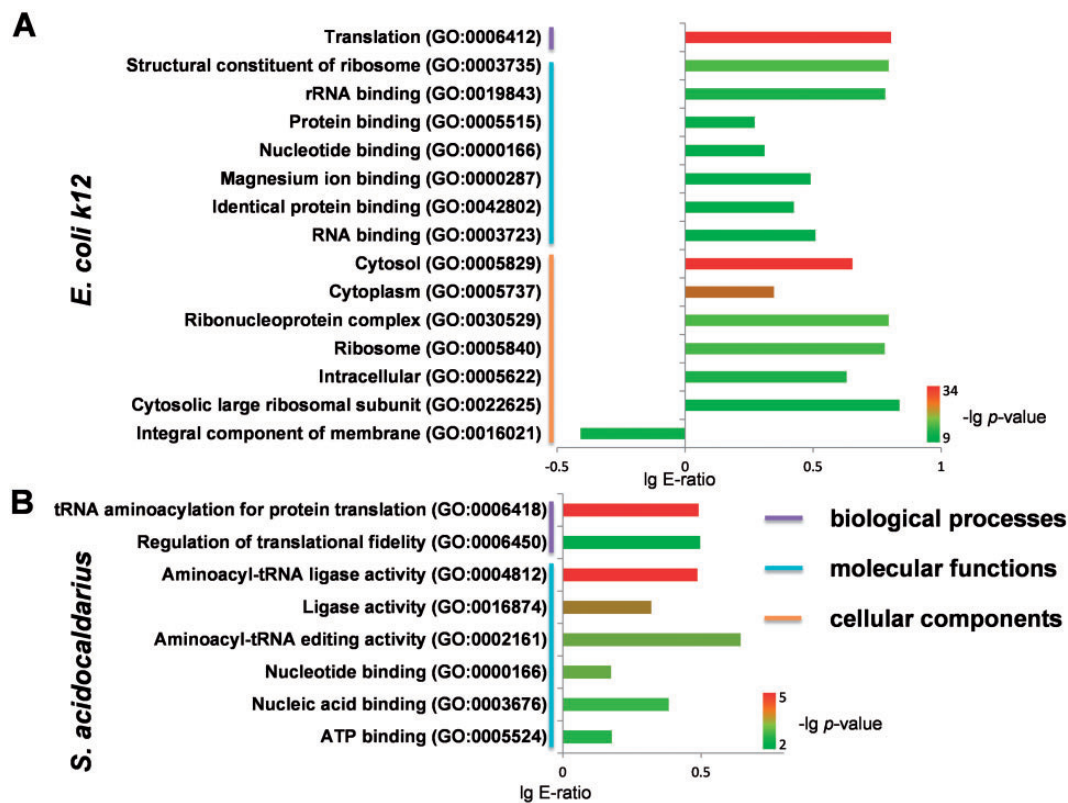 A
E. coli k12
Translation (GO:0006412)
Structural constituent of ribosome (GO:0003735)
rRNA binding (GO:0019843)
Protein binding (GO:0005515)
Nucleotide binding (GO:0000166)
Magnesium ion binding (GO:0000287)
Identical protein binding (GO:0042802)
RNA binding (GO:0003723)
Cytosol (GO:0005829)
Cytoplasm (GO:0005737)
Ribonucleoprotein complex (GO:0030529)
Ribosome (GO:0005840)
Intracellular (GO:0005622)
Cytosolic large ribosomal subunit (GO:0022625)
Integral component of membrane (GO:0016021)
34
-lg p-value
9
-0.5 0 0.5 1
lg E-ratio
B
S. acidocaldarius
tRNA aminoacylation for protein translation (GO:0006418)
Regulation of translational fidelity (GO:0006450)
Aminoacyl-tRNA ligase activity (GO:0004812)
Ligase activity (GO:0016874)
Aminoacyl-tRNA editing activity (GO:0002161)
Nucleotide binding (GO:0000166)
Nucleic acid binding (GO:0003676)
ATP binding (GO:0005524)
biological processes
molecular functions
cellular components
5
-lg p-value
2
0 0.5
lg E-ratio